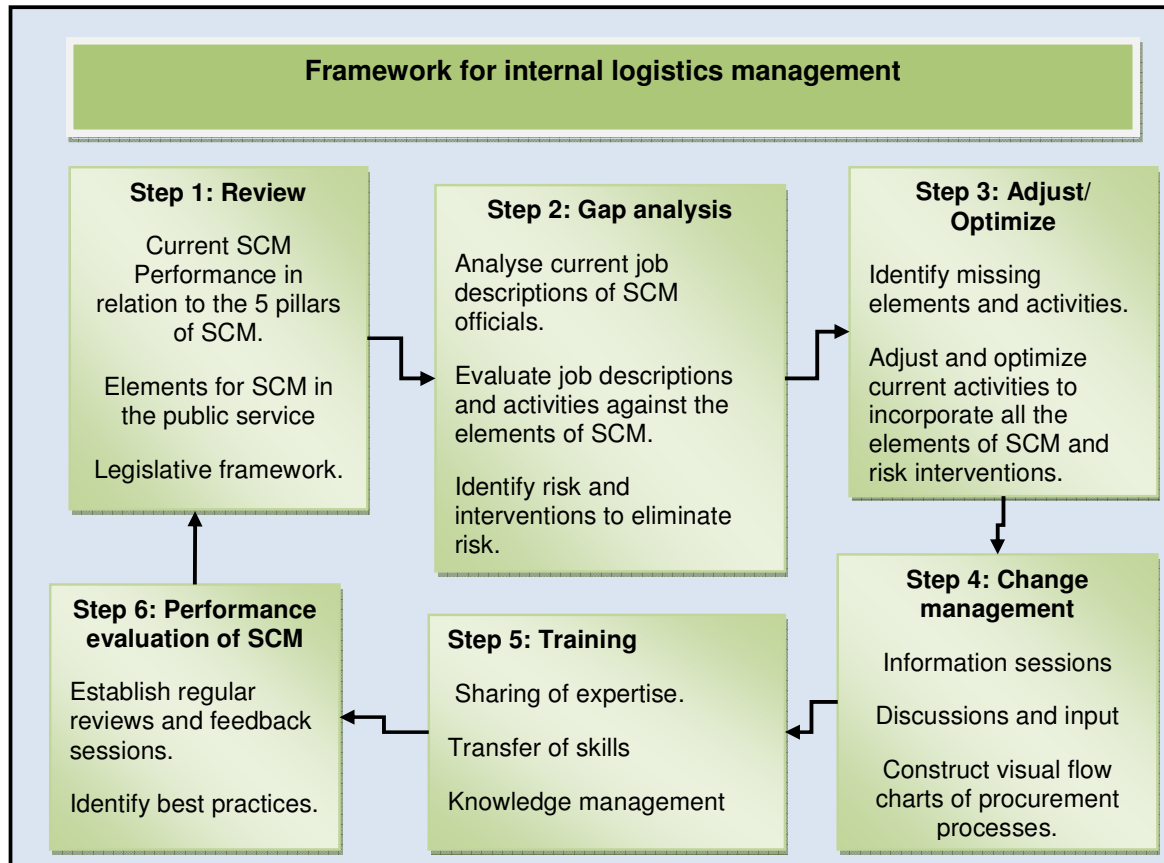 Framework for internal logistics management
Step 1: Review
Current SCM
Performance in
relation to the 5 pillars
of SCM.
Elements for SCM in
the public service
Legislative framework.
Step 2: Gap analysis
Analyse current job
descriptions of SCM
officials.
Evaluate job descriptions
and activities against the
elements of SCM.
Identify risk and
interventions to eliminate
risk.
Step 3: Adjust/
Optimize
Identify missing
elements and activities.
Adjust and optimize
current activities to
incorporate all the
elements of SCM and
risk interventions.
Step 4: Change
management
Information sessions
Discussions and input
Construct visual flow
charts of procurement
processes.
Step 5: Training
Sharing of expertise.
Transfer of skills
Knowledge management
Step 6: Performance
evaluation of SCM
Establish regular
reviews and feedback
sessions.
Identify best practices.